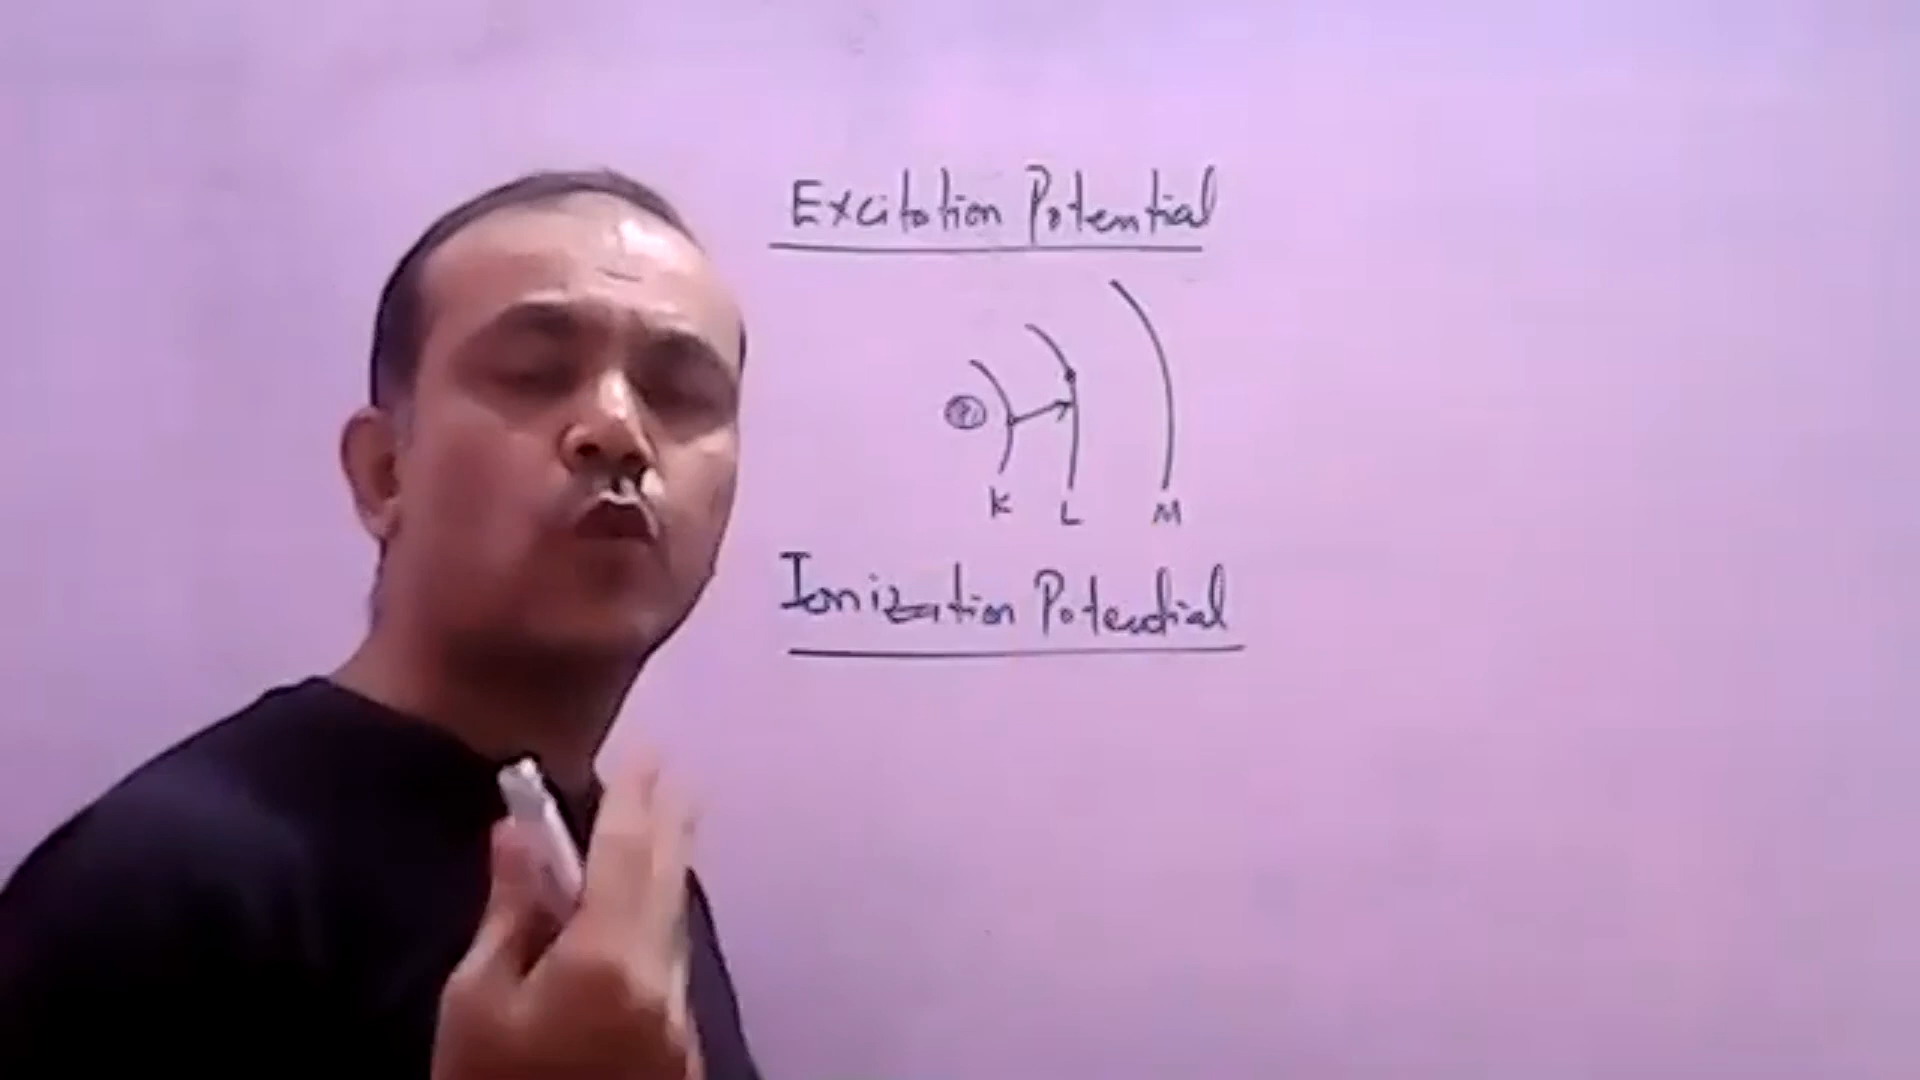 Excitation Potential
K L M
Ionization Potential